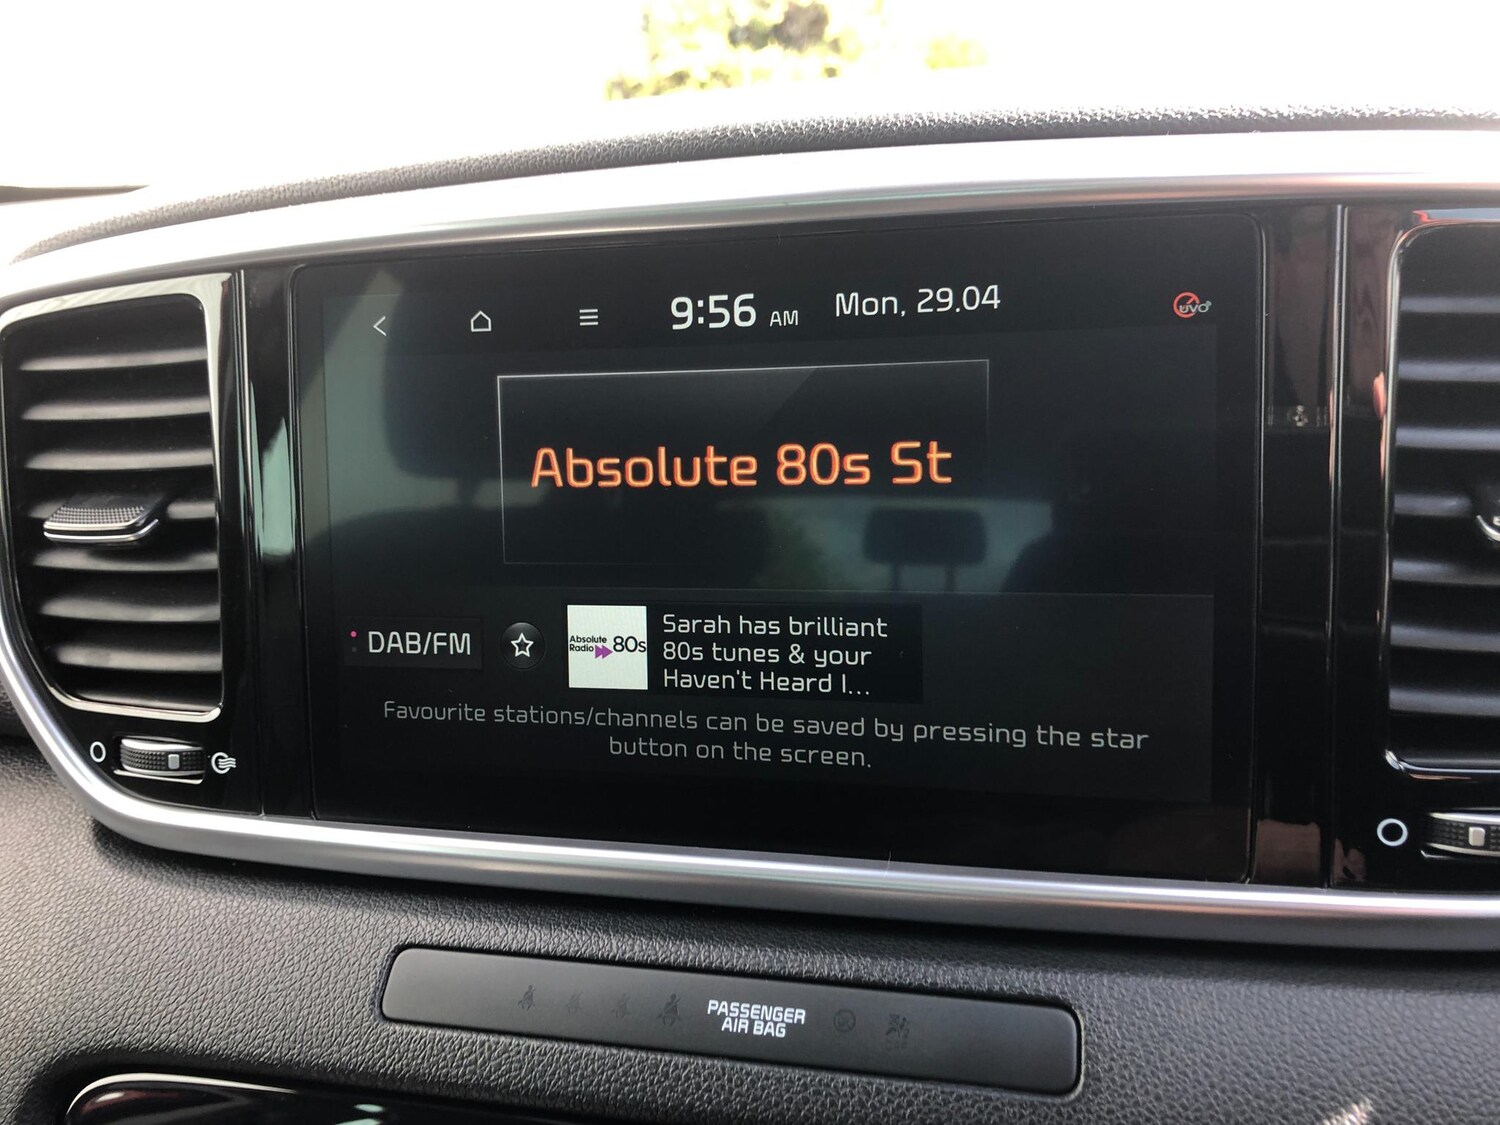 9:56 AM Mon, 29.04
UVO
Absolute 80s St
DAB/FM
Absolute
Radio 80s
Sarah has brilliant
80s tunes & your
Haven't Heard I...
Favourite stations/channels can be saved by pressing the star
button on the screen.
PASSENGER
AIR BAG